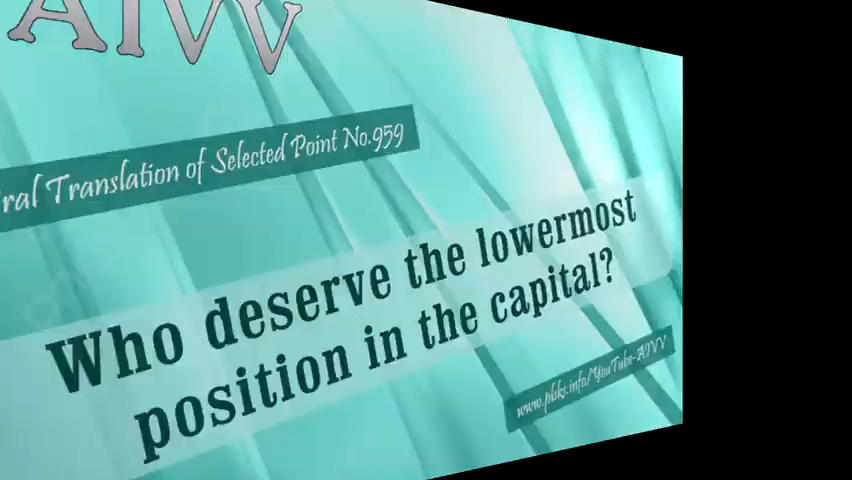 AIVV
ral Translation of Selected Point No.959
Who deserve the lowermost
position in the capital?
www.pbks.info/YouTube-AIVV